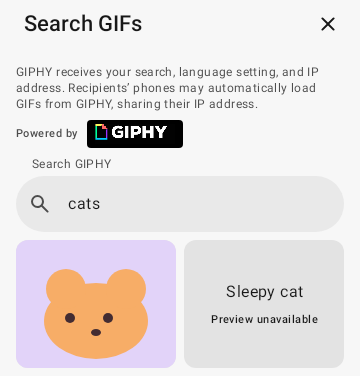 Search GIFs
GIPHY receives your search, language setting, and IP
address. Recipients’ phones may automatically load
GIFs from GIPHY, sharing their IP address.
Powered by GIPHY
Search GIPHY
cats
Sleepy cat
Preview unavailable